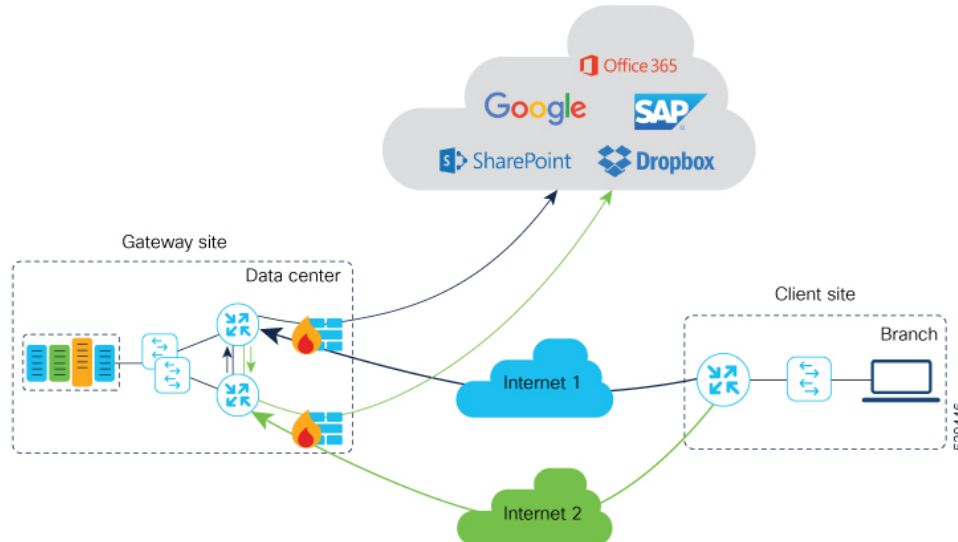 Office 365
Google
SAP
SharePoint
Dropbox
Gateway site
Data center
Client site
Branch
Internet 1
Internet 2